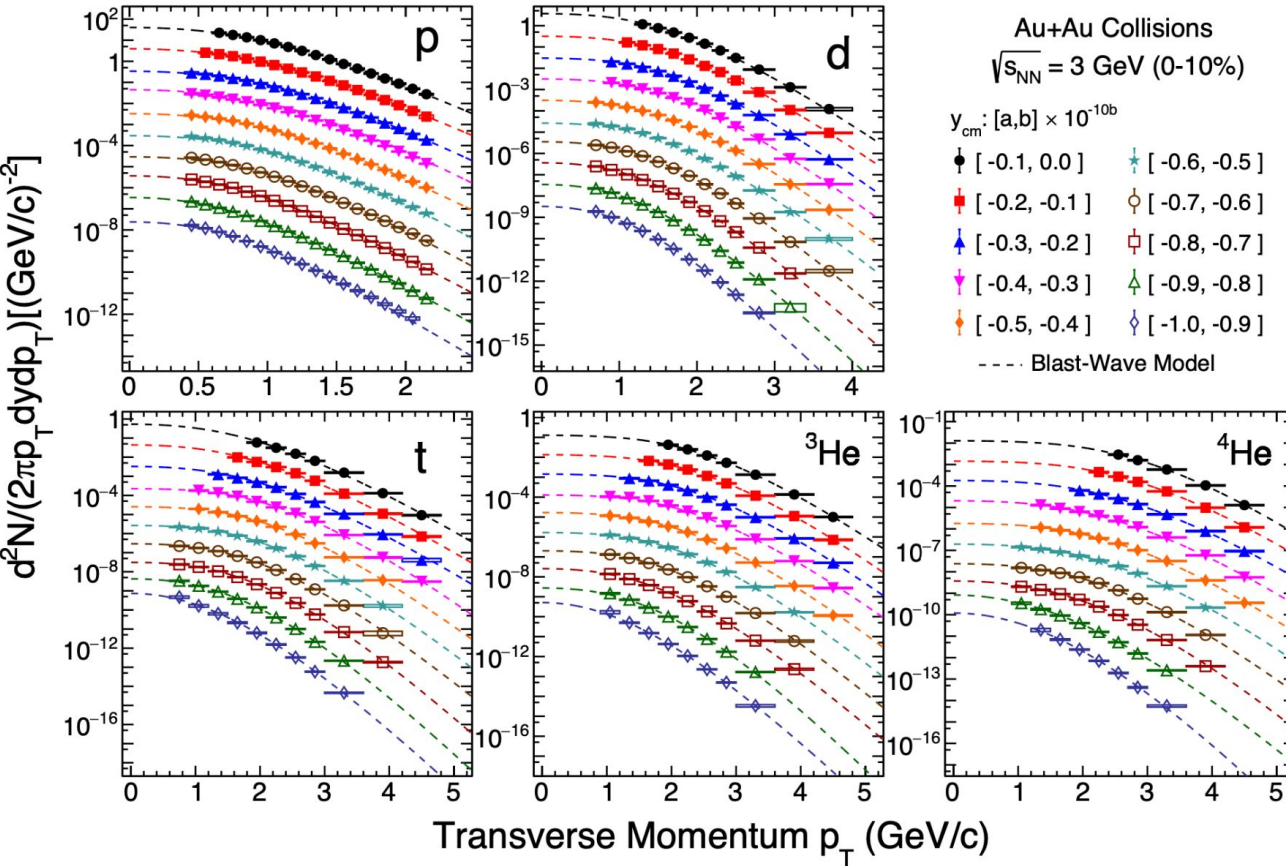 p
10²
1
10⁻⁴
10⁻⁸
10⁻¹²
0 0.5 1 1.5 2
d
1
10⁻³
10⁻⁶
10⁻⁹
10⁻¹²
10⁻¹⁵
0 1 2 3 4
Au+Au Collisions
√s_NN = 3 GeV (0-10%)
y_cm: [a,b] × 10^-10b
[ -0.1, 0.0 ] [ -0.6, -0.5 ]
[ -0.2, -0.1 ] [ -0.7, -0.6 ]
[ -0.3, -0.2 ] [ -0.8, -0.7 ]
[ -0.4, -0.3 ] [ -0.9, -0.8 ]
[ -0.5, -0.4 ] [ -1.0, -0.9 ]
Blast-Wave Model
d²N/(2πp_T dydp_T)[(GeV/c)⁻²]
t
1
10⁻⁴
10⁻⁸
10⁻¹²
10⁻¹⁶
0 1 2 3 4 5
³He
1
10⁻⁴
10⁻⁸
10⁻¹²
10⁻¹⁶
0 1 2 3 4 5
⁴He
10⁻¹
10⁻⁴
10⁻⁷
10⁻¹⁰
10⁻¹³
10⁻¹⁶
0 1 2 3 4 5
Transverse Momentum p_T (GeV/c)